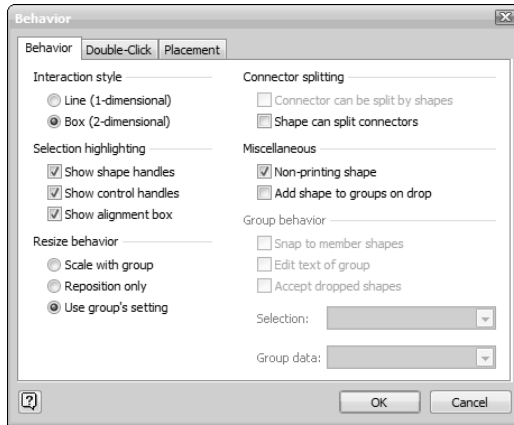 Behavior
Behavior
Double-Click
Placement
Interaction style
Line (1-dimensional)
Box (2-dimensional)
Selection highlighting
Show shape handles
Show control handles
Show alignment box
Resize behavior
Scale with group
Reposition only
Use group's setting
Connector splitting
Connector can be split by shapes
Shape can split connectors
Miscellaneous
Non-printing shape
Add shape to groups on drop
Group behavior
Snap to member shapes
Edit text of group
Accept dropped shapes
Selection:
Group data:
?
OK
Cancel